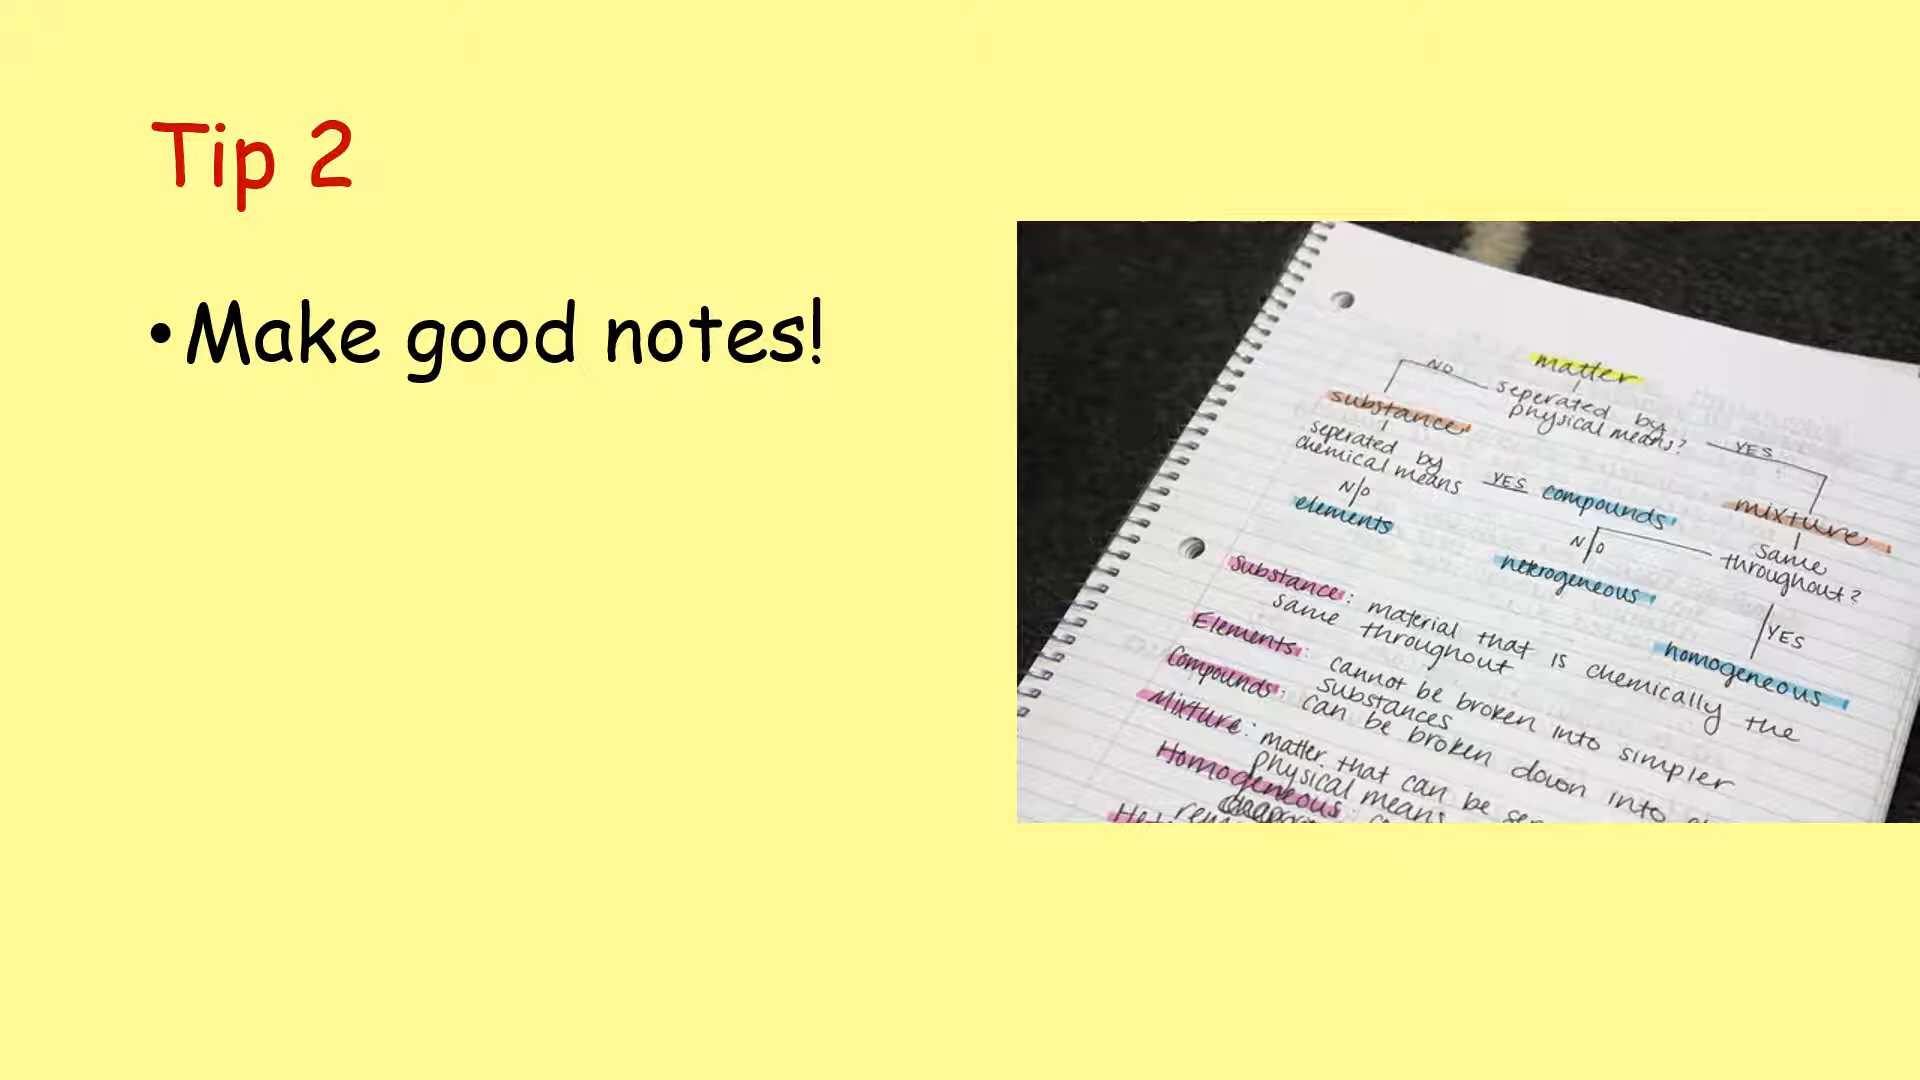 Tip 2
•Make good notes!
matter
NO
seperated by
physical means?
YES
substance
seperated by
chemical means
YES
compounds
mixture
N/O
elements
N/O
same
throughout?
heterogeneous
YES
homogeneous
Substance: material that is chemically the
same throughout
Elements: cannot be broken into simpler
substances
Compounds: can be broken down into
Mixture: matter that can be
physical means
Homogeneous: